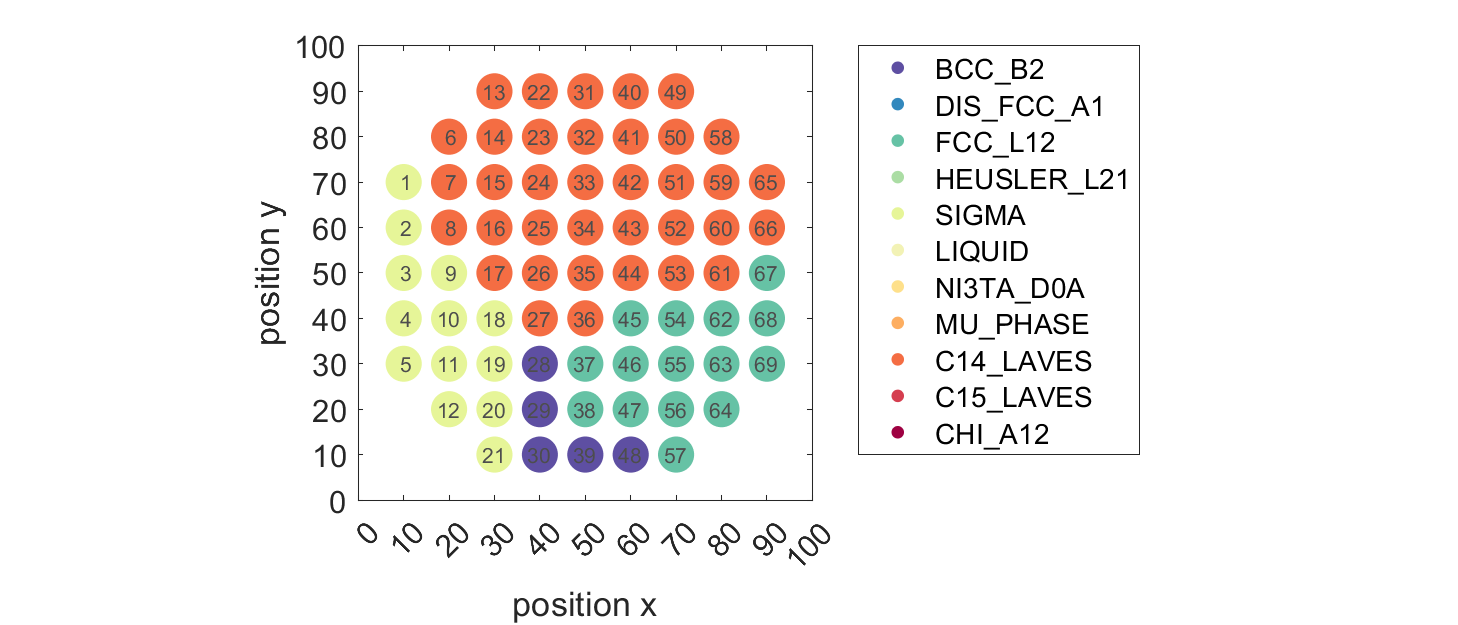 100
90 13 22 31 40 49
80 6 14 23 32 41 50 58
70 1 7 15 24 33 42 51 59 65
60 2 8 16 25 34 43 52 60 66
50 3 9 17 26 35 44 53 61 67
40 4 10 18 27 36 45 54 62 68
30 5 11 19 28 37 46 55 63 69
20 12 20 29 38 47 56 64
10 21 30 39 48 57
0
0 10 20 30 40 50 60 70 80 90 100
position x
position y
BCC_B2
DIS_FCC_A1
FCC_L12
HEUSLER_L21
SIGMA
LIQUID
NI3TA_D0A
MU_PHASE
C14_LAVES
C15_LAVES
CHI_A12